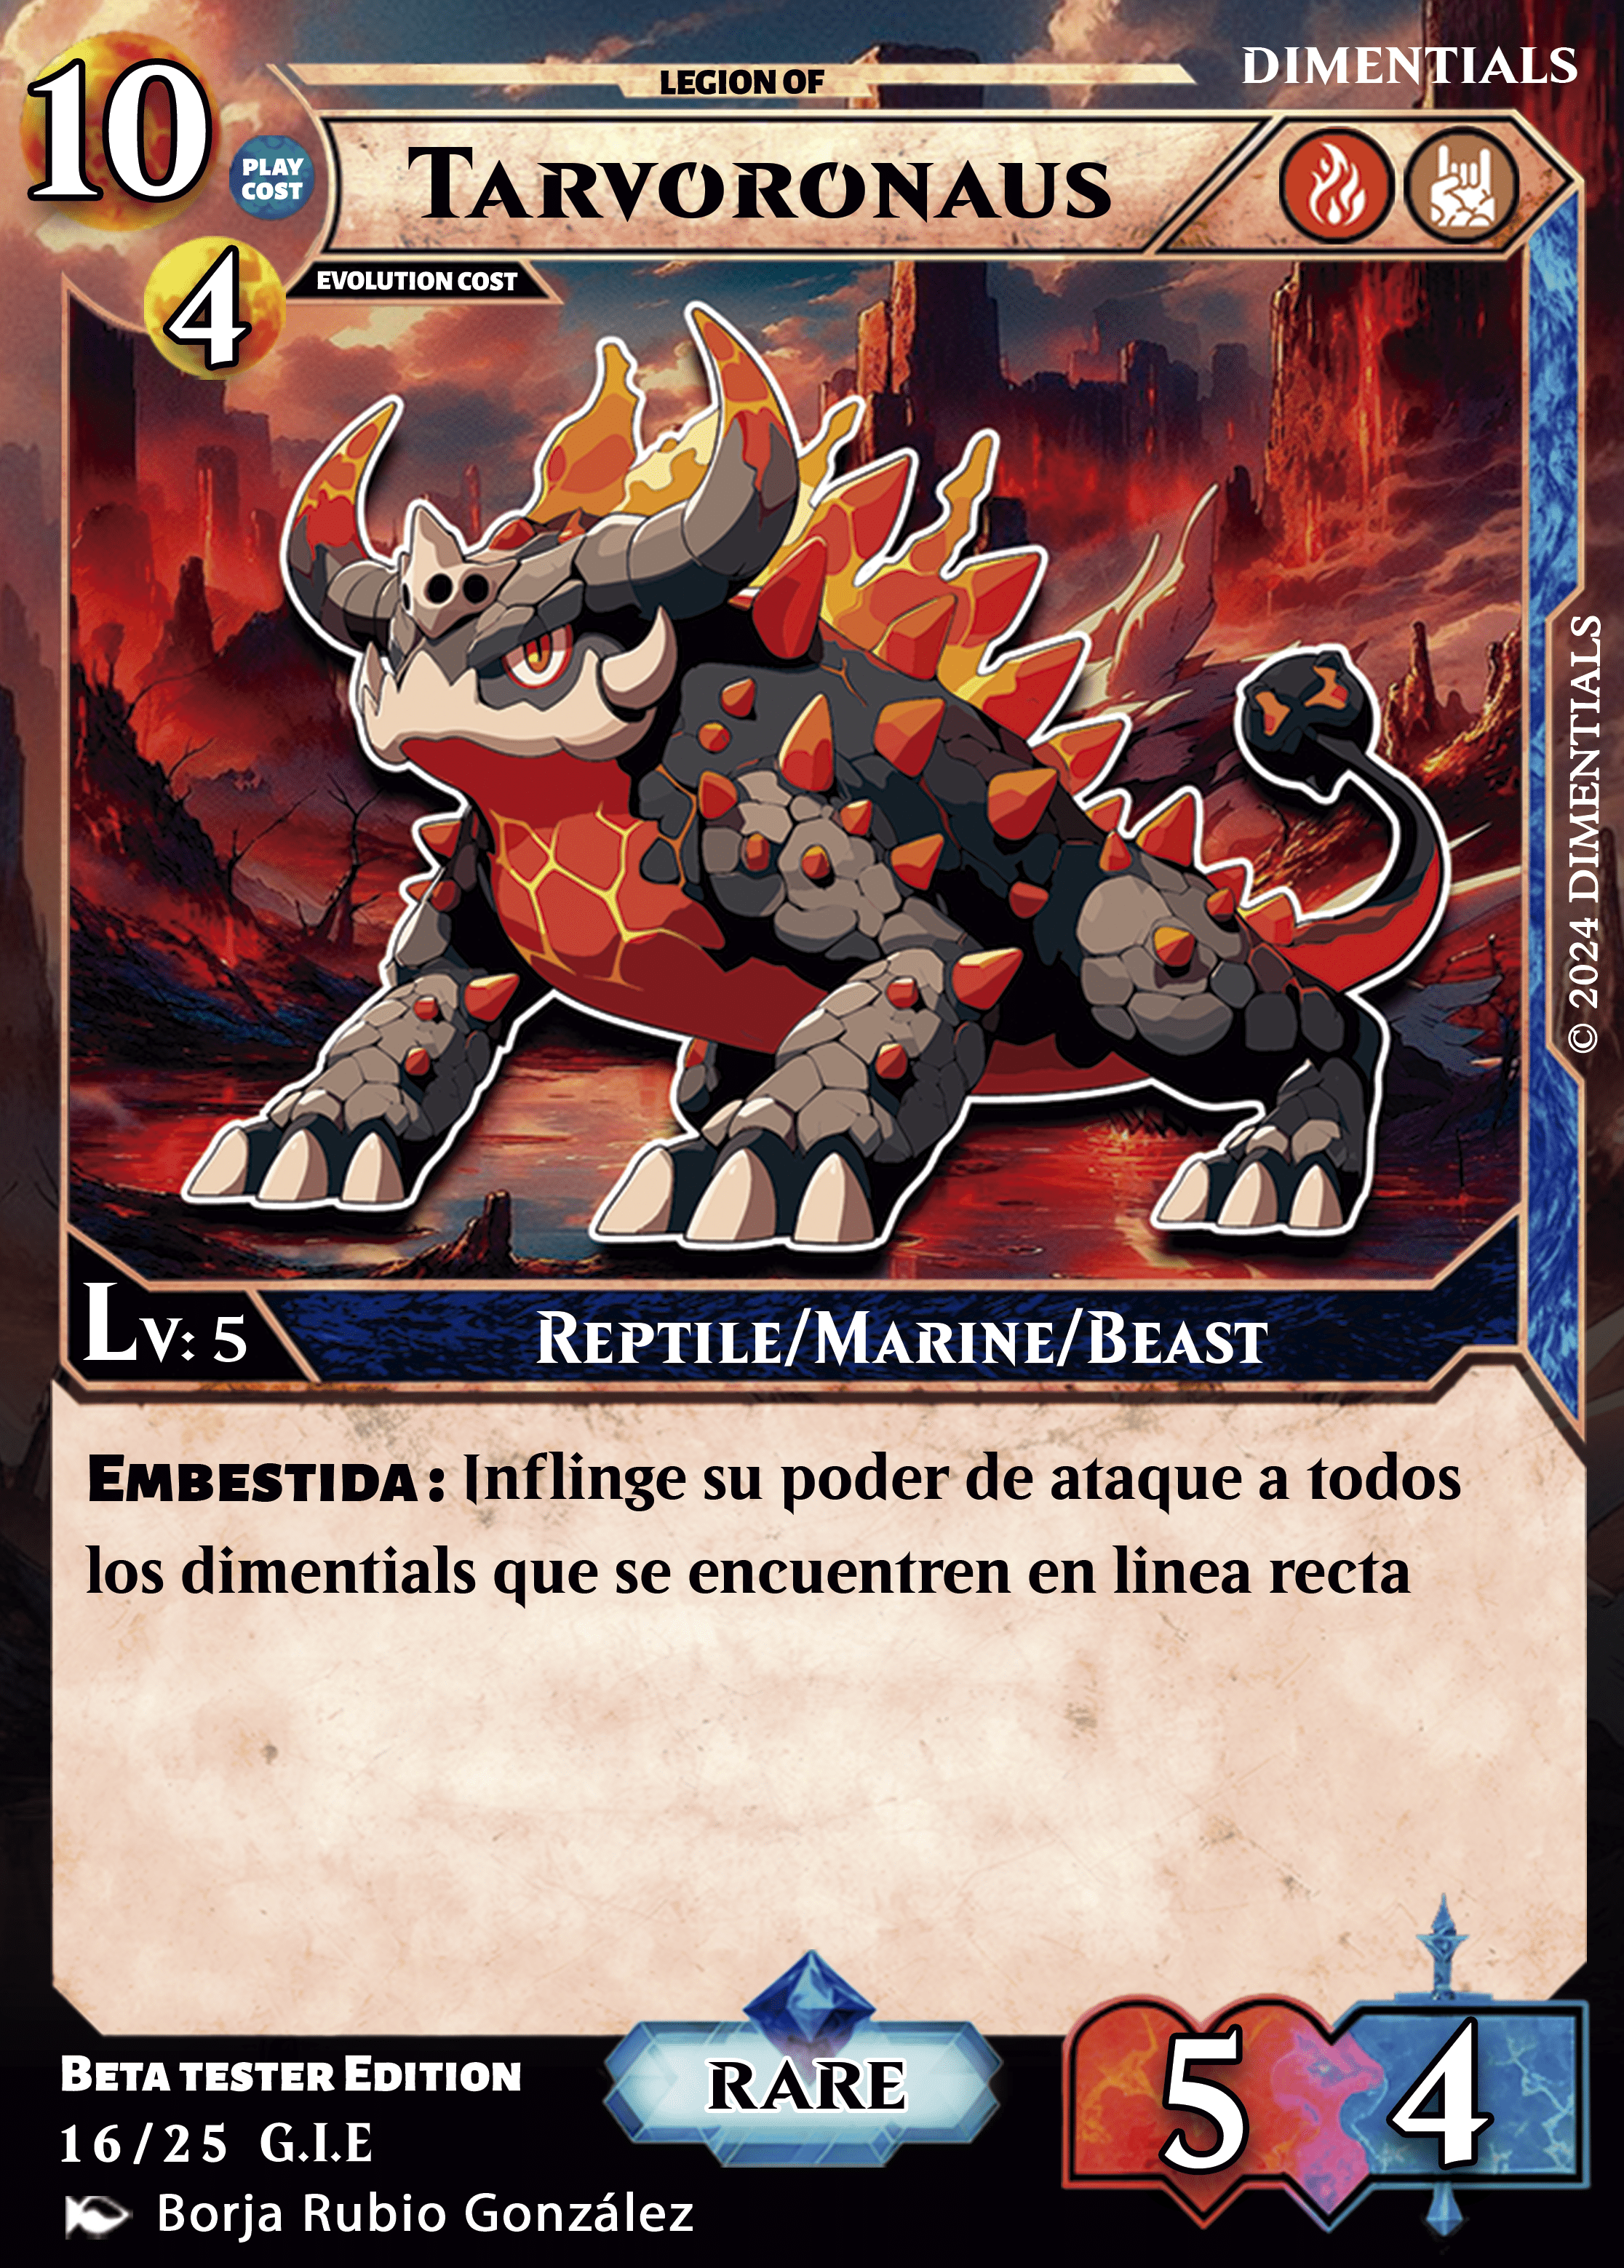 DIMENTIALS
10
LEGION OF
PLAY
COST
TARVORONAUS
4
EVOLUTION COST
© 2024 DIMENTIALS
LV: 5
REPTILE/MARINE/BEAST
EMBESTIDA: Inflinge su poder de ataque a todos
los dimentials que se encuentren en linea recta
RARE
5 4
BETA TESTER EDITION
16/25 G.I.E
Borja Rubio González